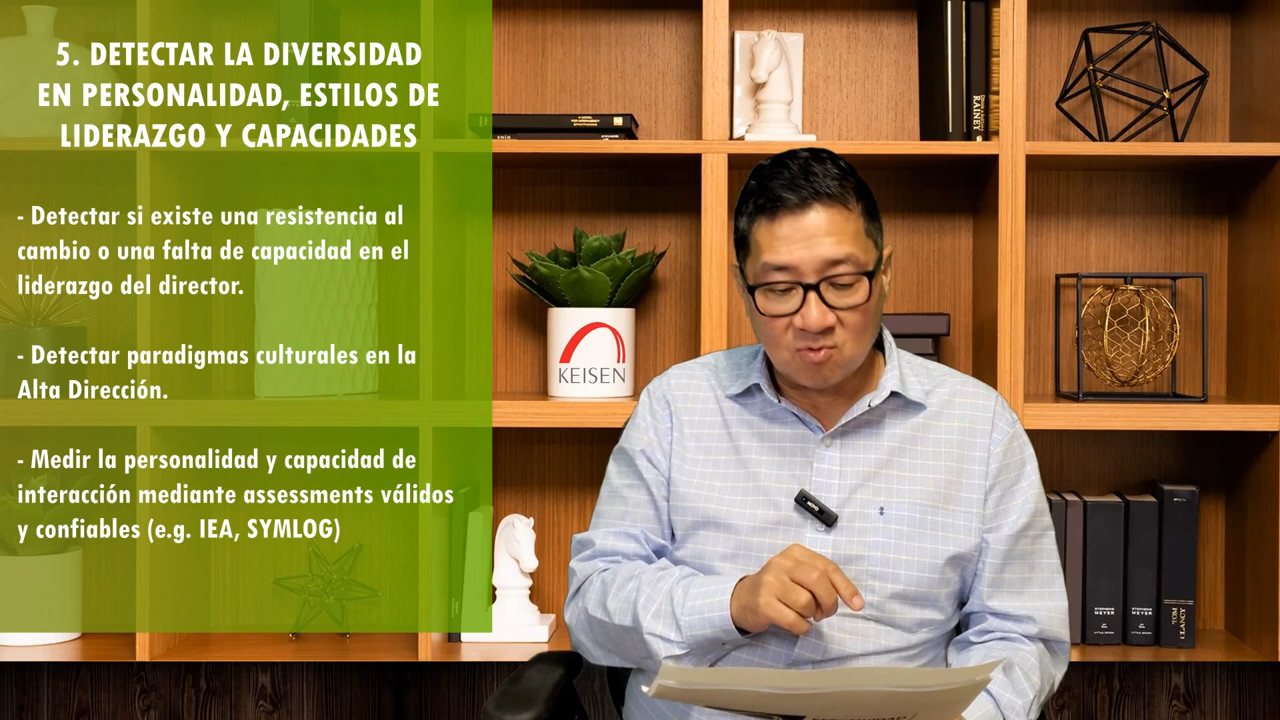 5. DETECTAR LA DIVERSIDAD
EN PERSONALIDAD, ESTILOS DE
LIDERAZGO Y CAPACIDADES
- Detectar si existe una resistencia al
cambio o una falta de capacidad en el
liderazgo del director.
- Detectar paradigmas culturales en la
Alta Dirección.
- Medir la personalidad y capacidad de
interacción mediante assessments válidos
y confiables (e.g. IEA, SYMLOG)
KEISEN
RAINEY
STEPHENIE
MEYER
STEPHENIE
MEYER
TOM
CLANCY